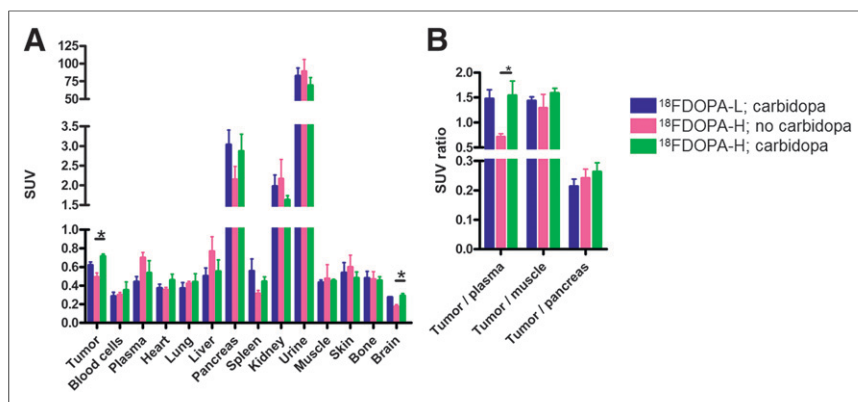 A
B
125
100
75
50
3.5
3.0
2.5
2.0
1.5
1.0
0.8
0.6
0.4
0.2
0.0
SUV
*
*
Tumor
Blood cells
Plasma
Heart
Lung
Liver
Pancreas
Spleen
Kidney
Urine
Muscle
Skin
Bone
Brain
2.0
1.5
1.0
0.5
0.3
0.2
0.1
0.0
SUV ratio
*
Tumor / plasma
Tumor / muscle
Tumor / pancreas
¹⁸FDOPA-L; carbidopa
¹⁸FDOPA-H; no carbidopa
¹⁸FDOPA-H; carbidopa